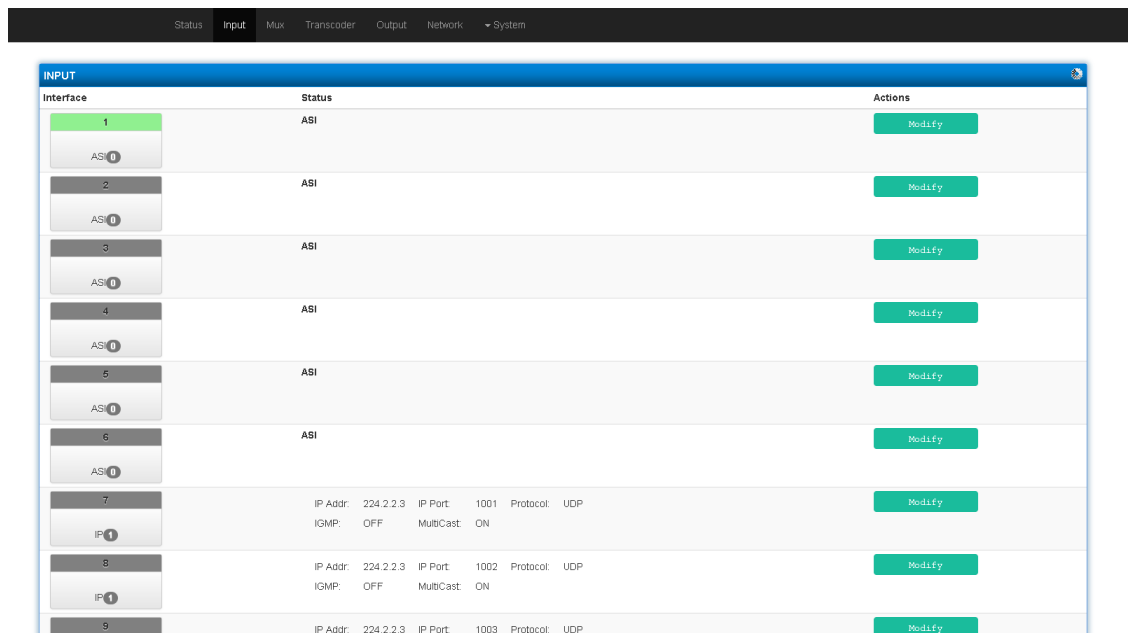 Status Input Mux Transcoder Output Network System
INPUT
Interface Status Actions
1 ASI Modify
ASI 0
2 ASI Modify
ASI 0
3 ASI Modify
ASI 0
4 ASI Modify
ASI 0
5 ASI Modify
ASI 0
6 ASI Modify
ASI 0
7 IP Addr: 224.2.2.3 IP Port: 1001 Protocol: UDP Modify
IGMP: OFF MultiCast: ON
IP 1
8 IP Addr: 224.2.2.3 IP Port: 1002 Protocol: UDP Modify
IGMP: OFF MultiCast: ON
IP 1
9 IP Addr: 224.2.2.3 IP Port: 1003 Protocol: UDP Modify